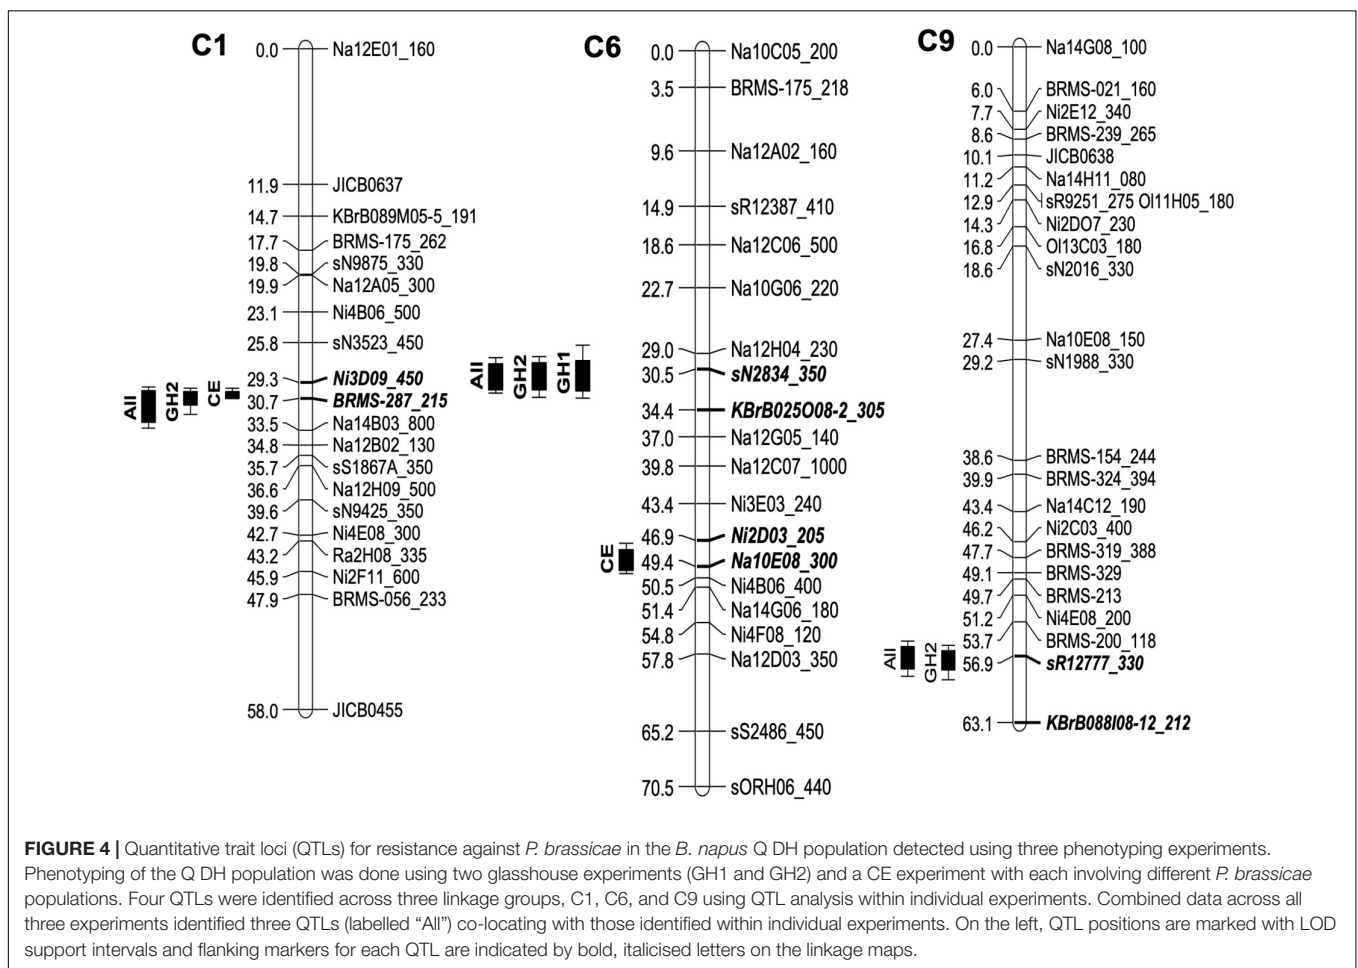 C1
0.0 Na12E01_160
11.9 JICB0637
14.7 KBrB089M05-5_191
17.7 BRMS-175_262
19.8 sN9875_330
19.9 Na12A05_300
23.1 Ni4B06_500
25.8 sN3523_450
29.3 Ni3D09_450
30.7 BRMS-287_215
33.5 Na14B03_800
34.8 Na12B02_130
35.7 sS1867A_350
36.6 Na12H09_500
39.6 sN9425_350
42.7 Ni4E08_300
43.2 Ra2H08_335
45.9 Ni2F11_600
47.9 BRMS-056_233
58.0 JICB0455
All
GH2
CE
C6
0.0 Na10C05_200
3.5 BRMS-175_218
9.6 Na12A02_160
14.9 sR12387_410
18.6 Na12C06_500
22.7 Na10G06_220
29.0 Na12H04_230
30.5 sN2834_350
34.4 KBrB025O08-2_305
37.0 Na12G05_140
39.8 Na12C07_1000
43.4 Ni3E03_240
46.9 Ni2D03_205
49.4 Na10E08_300
50.5 Ni4B06_400
51.4 Na14G06_180
54.8 Ni4F08_120
57.8 Na12D03_350
65.2 sS2486_450
70.5 sORH06_440
All
GH2
GH1
CE
C9
0.0 Na14G08_100
6.0 BRMS-021_160
7.7 Ni2E12_340
8.6 BRMS-239_265
10.1 JICB0638
11.2 Na14H11_080
12.9 sR9251_275 Ol11H05_180
14.3 Ni2DO7_230
16.8 Ol13C03_180
18.6 sN2016_330
27.4 Na10E08_150
29.2 sN1988_330
38.6 BRMS-154_244
39.9 BRMS-324_394
43.4 Na14C12_190
46.2 Ni2C03_400
47.7 BRMS-319_388
49.1 BRMS-329
49.7 BRMS-213
51.2 Ni4E08_200
53.7 BRMS-200_118
56.9 sR12777_330
63.1 KBrB088I08-12_212
All
GH2
FIGURE 4 | Quantitative trait loci (QTLs) for resistance against P. brassicae in the B. napus Q DH population detected using three phenotyping experiments.
Phenotyping of the Q DH population was done using two glasshouse experiments (GH1 and GH2) and a CE experiment with each involving different P. brassicae
populations. Four QTLs were identified across three linkage groups, C1, C6, and C9 using QTL analysis within individual experiments. Combined data across all
three experiments identified three QTLs (labelled “All”) co-locating with those identified within individual experiments. On the left, QTL positions are marked with LOD
support intervals and flanking markers for each QTL are indicated by bold, italicised letters on the linkage maps.